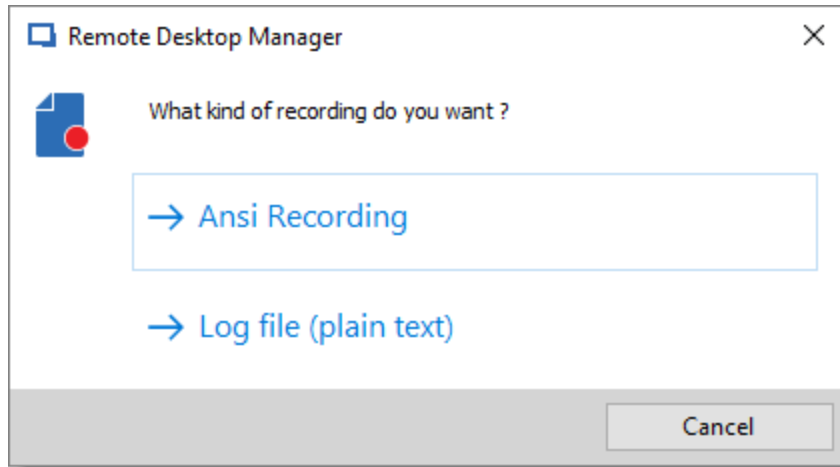 Remote Desktop Manager
What kind of recording do you want ?
Ansi Recording
Log file (plain text)
Cancel